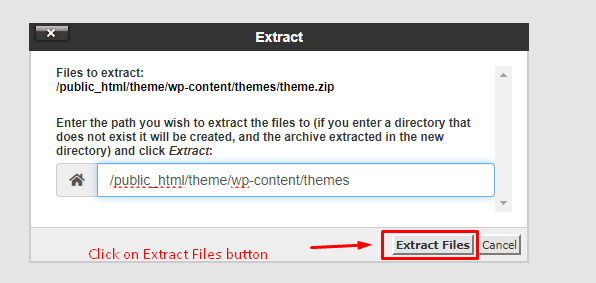 Extract
Files to extract:
/public_html/theme/wp-content/themes/theme.zip
Enter the path you wish to extract the files to (if you enter a directory that
does not exist it will be created, and the archive extracted in the new
directory) and click Extract:
/public_html/theme/wp-content/themes
Click on Extract Files button
Extract Files
Cancel